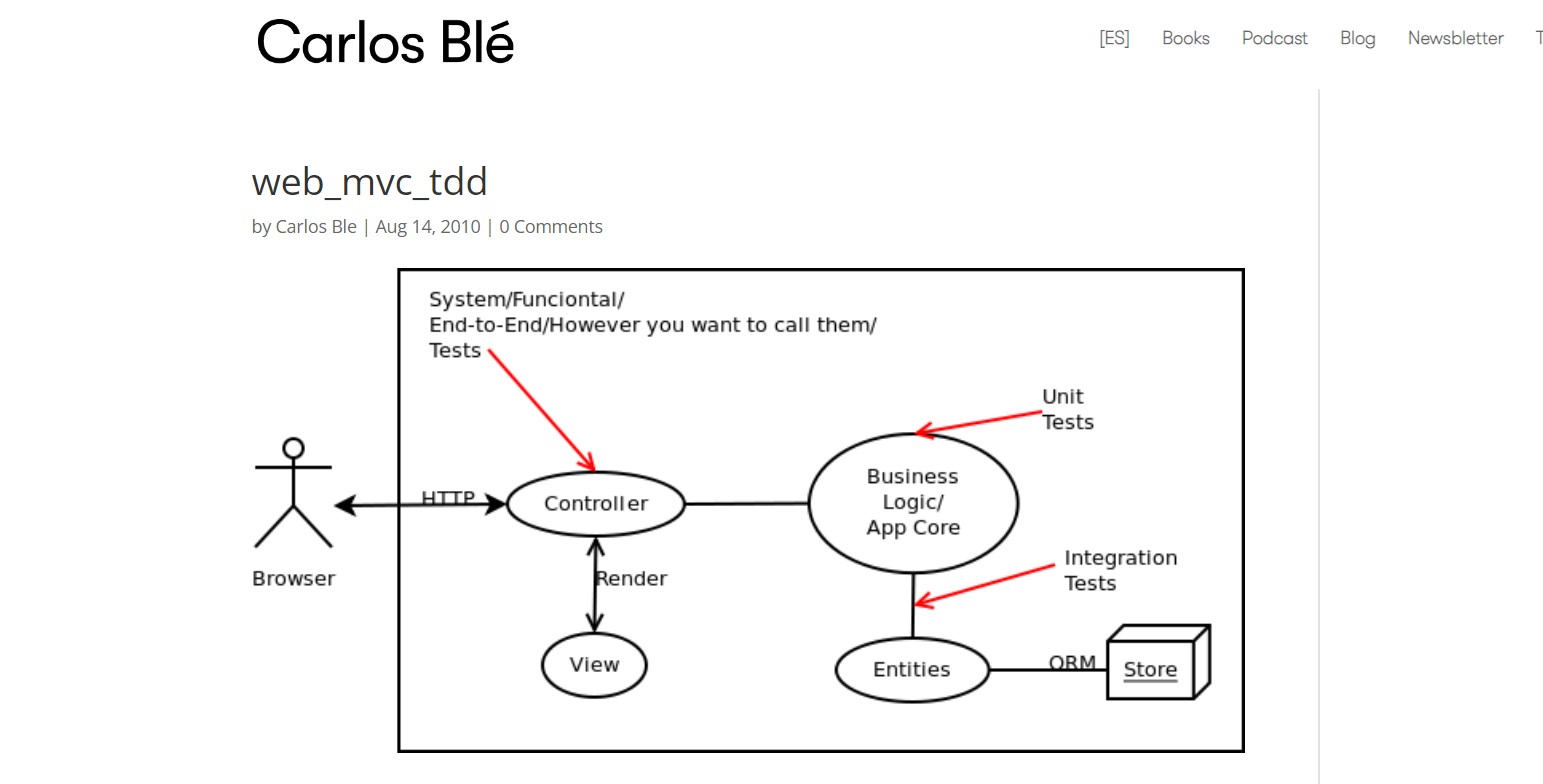 Carlos Blé
[ES] Books Podcast Blog Newsbletter
web_mvc_tdd
by Carlos Ble | Aug 14, 2010 | 0 Comments
System/Funciontal/
End-to-End/However you want to call them/
Tests
Unit
Tests
Business
Logic/
App Core
HTTP
Controller
Integration
Tests
Browser
Render
View
Entities
ORM
Store